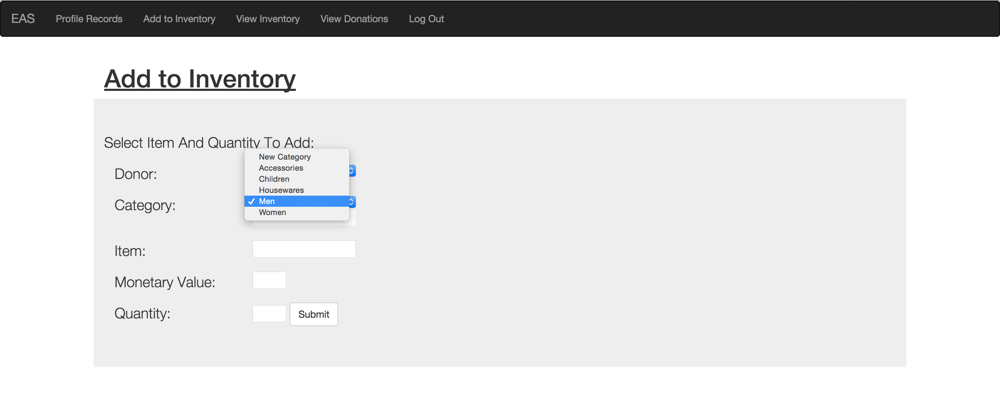 EAS Profile Records Add to Inventory View Inventory View Donations Log Out
Add to Inventory
Select Item And Quantity To Add:
New Category
Accessories
Donor:
Children
Housewares
✓ Men
Category:
Women
Item:
Monetary Value:
Quantity: Submit